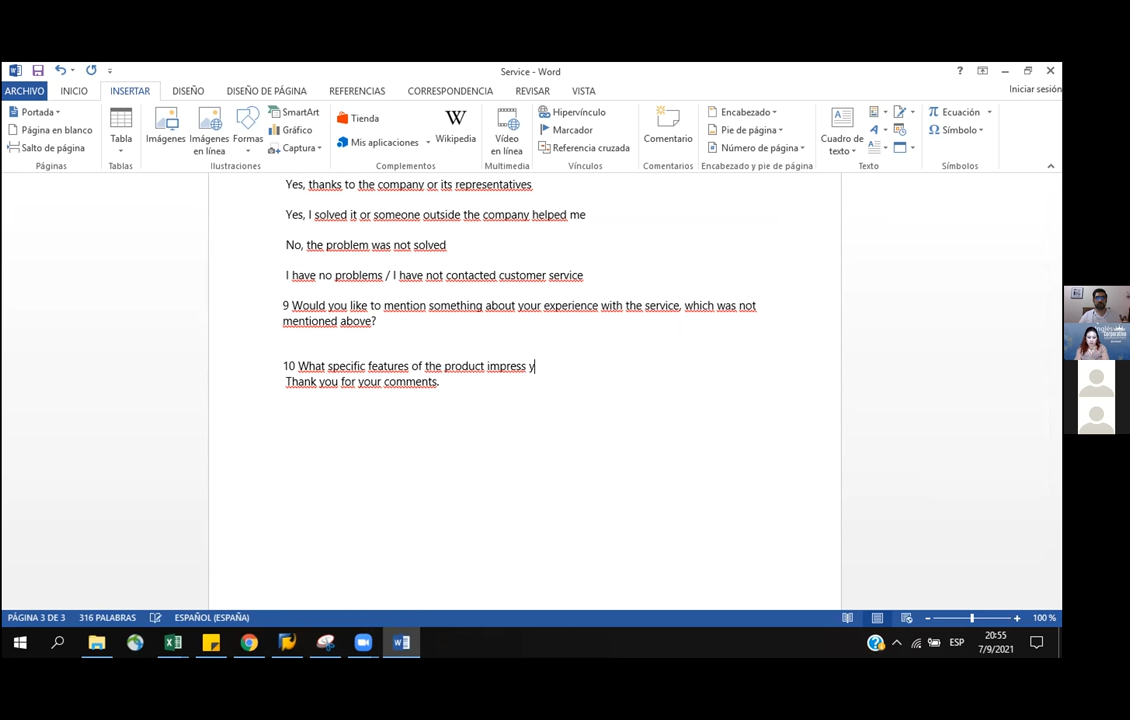 Service - Word
Iniciar sesión
ARCHIVO INICIO INSERTAR DISEÑO DISEÑO DE PÁGINA REFERENCIAS CORRESPONDENCIA REVISAR VISTA
Portada
Página en blanco
Salto de página
Páginas
Tabla
Tablas
Imágenes
Imágenes en línea
Formas
SmartArt
Gráfico
Captura
Ilustraciones
Tienda
Mis aplicaciones
W
Wikipedia
Complementos
Vídeo en línea
Multimedia
Hipervínculo
Marcador
Referencia cruzada
Vínculos
Comentario
Comentarios
Encabezado
Pie de página
Número de página
Encabezado y pie de página
Cuadro de texto
Texto
Ecuación
Símbolo
Símbolos
Yes, thanks to the company or its representatives
Yes, I solved it or someone outside the company helped me
No, the problem was not solved
I have no problems / I have not contacted customer service
9 Would you like to mention something about your experience with the service, which was not
mentioned above?
10 What specific features of the product impress y
Thank you for your comments.
PÁGINA 3 DE 3 316 PALABRAS ESPAÑOL (ESPAÑA) 100 %
ESP 20:55
7/9/2021